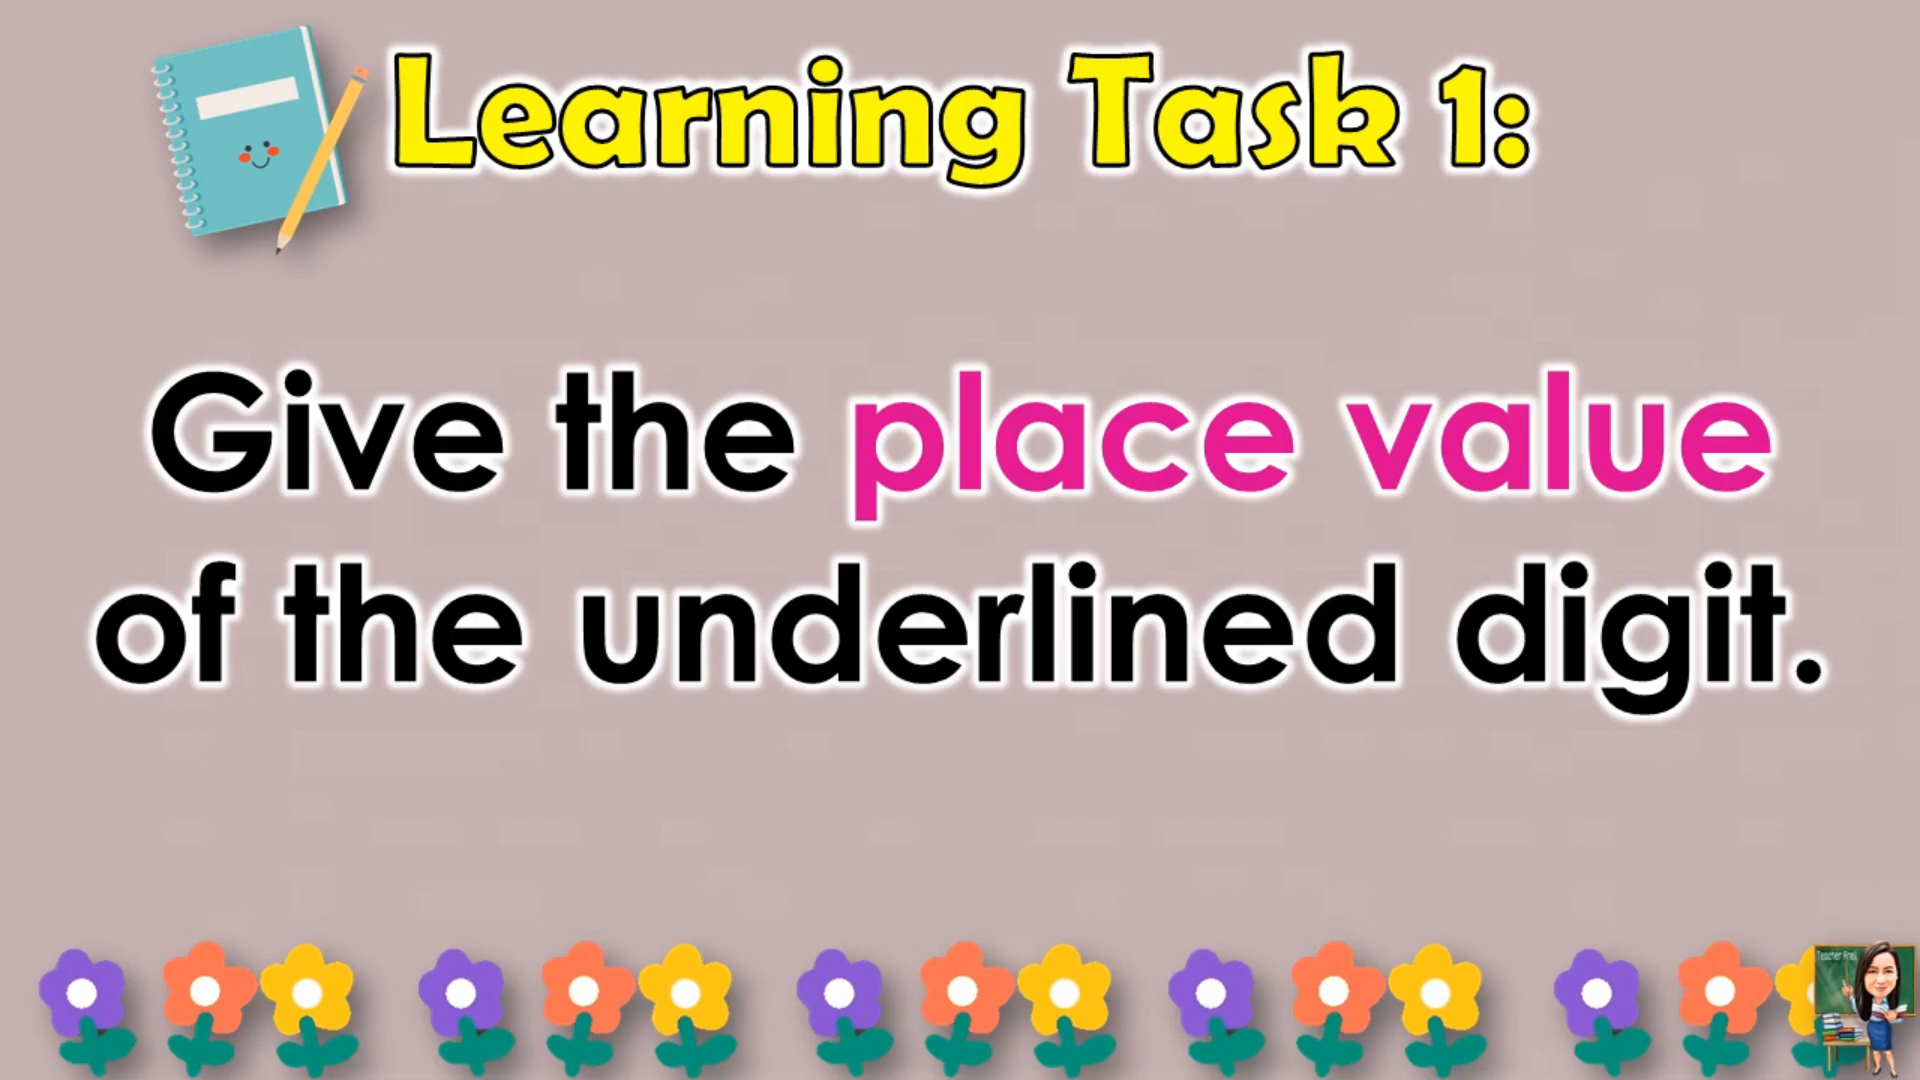 Learning Task 1:
Give the place value
of the underlined digit.